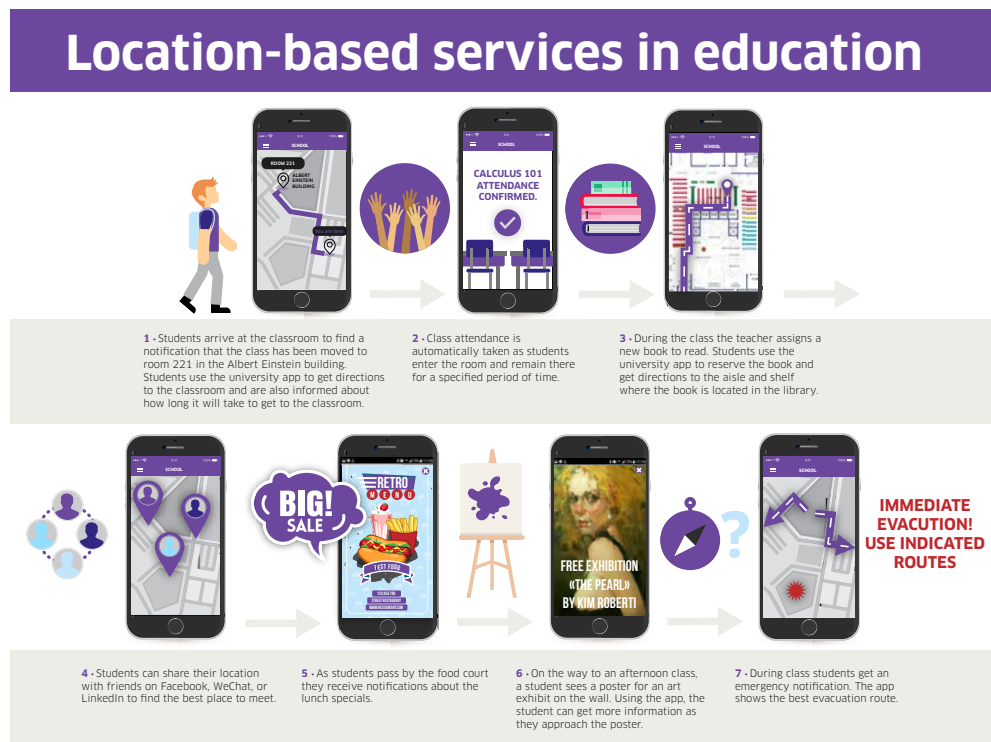 Location-based services in education
SCHOOL
ROOM 221
ALBERT
EINSTEIN
BUILDING
You are here
SCHOOL
CALCULUS 101
ATTENDANCE
CONFIRMED.
SCHOOL
1 • Students arrive at the classroom to find a
notification that the class has been moved to
room 221 in the Albert Einstein building.
Students use the university app to get directions
to the classroom and are also informed about
how long it will take to get to the classroom.
2 • Class attendance is
automatically taken as students
enter the room and remain there
for a specified period of time.
3 • During the class the teacher assigns a
new book to read. Students use the
university app to reserve the book and
get directions to the aisle and shelf
where the book is located in the library.
SCHOOL
BIG!
SALE
RETRO
MENU
FEST FOOD
STREET RESTAURANT
WWW.RESTAURANT.COM
FREE EXHIBITION
«THE PEARL»
BY KIM ROBERTI
?
SCHOOL
IMMEDIATE
EVACUTION!
USE INDICATED
ROUTES
4 • Students can share their location
with friends on Facebook, WeChat, or
LinkedIn to find the best place to meet.
5 • As students pass by the food court
they receive notifications about the
lunch specials.
6 • On the way to an afternoon class,
a student sees a poster for an art
exhibit on the wall. Using the app, the
student can get more information as
they approach the poster.
7 • During class students get an
emergency notification. The app
shows the best evacuation route.